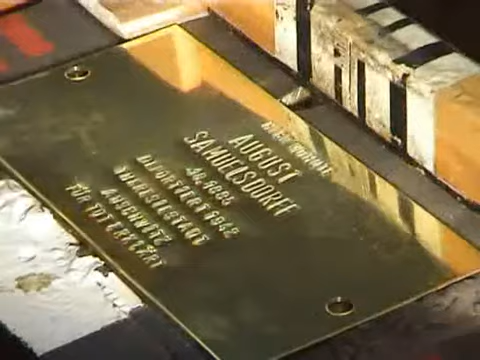 HIER WOHNTE
AUGUST
SAMUELSDORFF
DEPORTIERT 1942
THERESIENSTADT
AUSCHWITZ
FÜR TOT ERKLÄRT